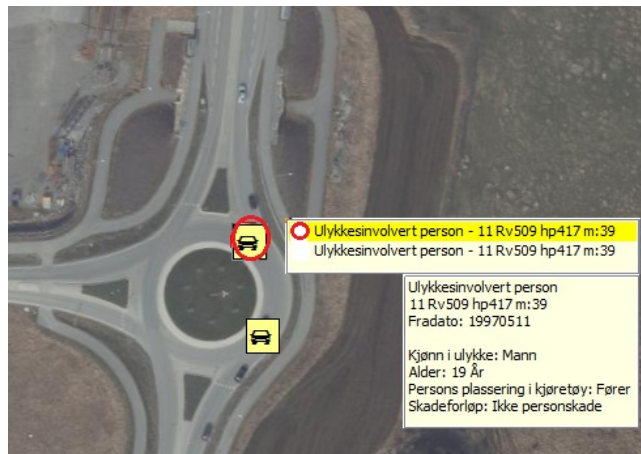 Ulykkesinvolvert person - 11 Rv509 hp417 m:39
Ulykkesinvolvert person - 11 Rv509 hp417 m:39
Ulykkesinvolvert person
11 Rv509 hp417 m:39
Fradato: 19970511
Kjønn i ulykke: Mann
Alder: 19 År
Persons plassering i kjøretøy: Fører
Skadeforløp: Ikke personskade